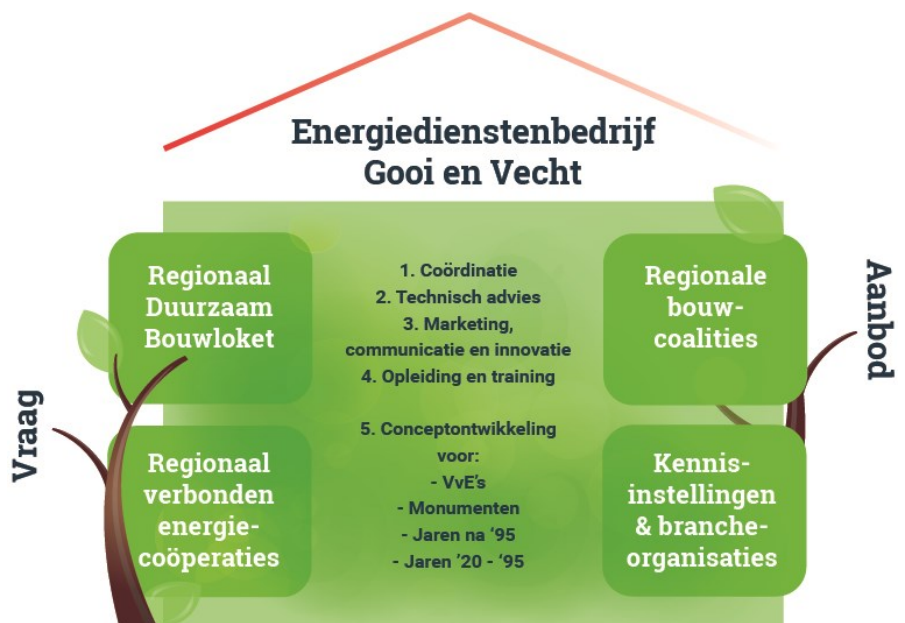 Energiedienstenbedrijf
Gooi en Vecht
Vraag
Regionaal
Duurzaam
Bouwloket
Regionaal
verbonden
energie-
coöperaties
1. Coördinatie
2. Technisch advies
3. Marketing,
communicatie en innovatie
4. Opleiding en training
5. Conceptontwikkeling
voor:
- VvE's
- Monumenten
- Jaren na ‘95
- Jaren ’20 - ‘95
Regionale
bouw-
coalities
Kennis-
instellingen
& branche-
organisaties
Aanbod